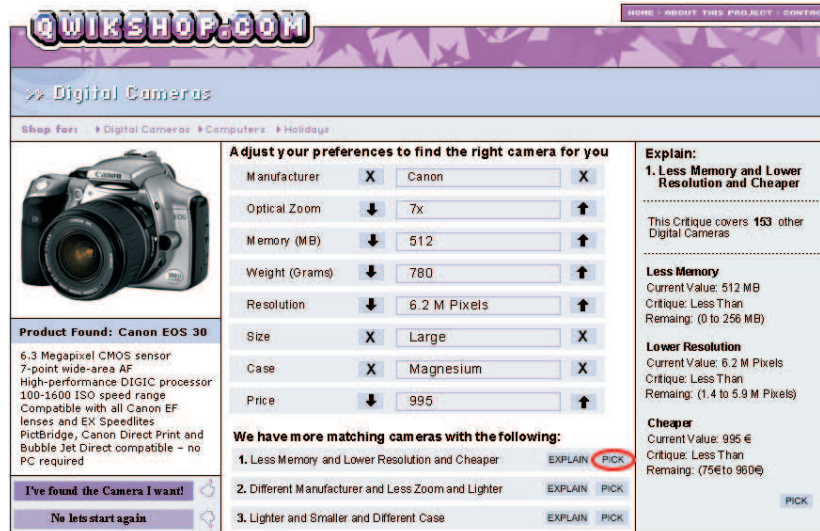 QWIKSHOP.COM
HOME | ABOUT THIS PROJECT | CONTAC
>> Digital Cameras
Shop for: Digital Cameras Computers Holidays
Product Found: Canon EOS 30
6.3 Megapixel CMOS sensor
7-point wide-area AF
High-performance DIGIC processor
100-1600 ISO speed range
Compatible with all Canon EF
lenses and EX Speedlites
PictBridge, Canon Direct Print and
Bubble Jet Direct compatible – no
PC required
I've found the Camera I want!
No lets start again
Adjust your preferences to find the right camera for you
Manufacturer X Canon X
Optical Zoom 7x
Memory (MB) 512
Weight (Grams) 780
Resolution 6.2 M Pixels
Size X Large X
Case X Magnesium X
Price 995
We have more matching cameras with the following:
1. Less Memory and Lower Resolution and Cheaper EXPLAIN PICK
2. Different Manufacturer and Less Zoom and Lighter EXPLAIN PICK
3. Lighter and Smaller and Different Case EXPLAIN PICK
Explain:
1. Less Memory and Lower
Resolution and Cheaper
This Critique covers 153 other
Digital Cameras
Less Memory
Current Value: 512 MB
Critique: Less Than
Remaing: (0 to 256 MB)
Lower Resolution
Current Value: 6.2 M Pixels
Critique: Less Than
Remaing: (1.4 to 5.9 M Pixels)
Cheaper
Current Value: 995 €
Critique: Less Than
Remaing: (75€to 960€)
PICK